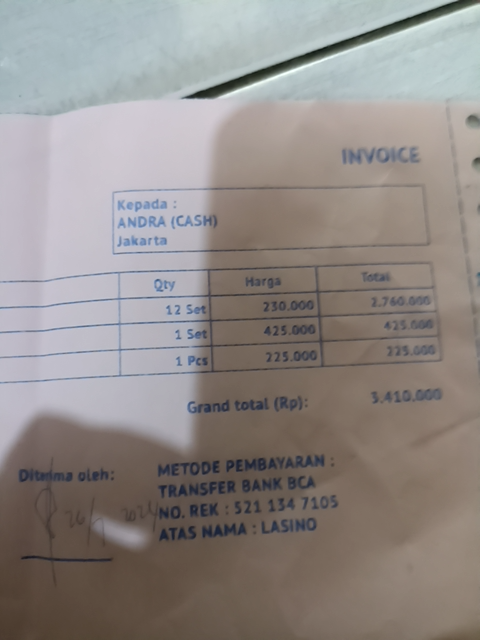 INVOICE
Kepada :
ANDRA (CASH)
Jakarta
Qty Harga Total
12 Set 230.000 2.760.000
1 Set 425.000 425.000
1 Pcs 225.000 225.000
Grand total (Rp): 3.410.000
Diterima oleh:
METODE PEMBAYARAN :
TRANSFER BANK BCA
NO. REK : 521 134 7105
ATAS NAMA : LASINO
26/ 2024